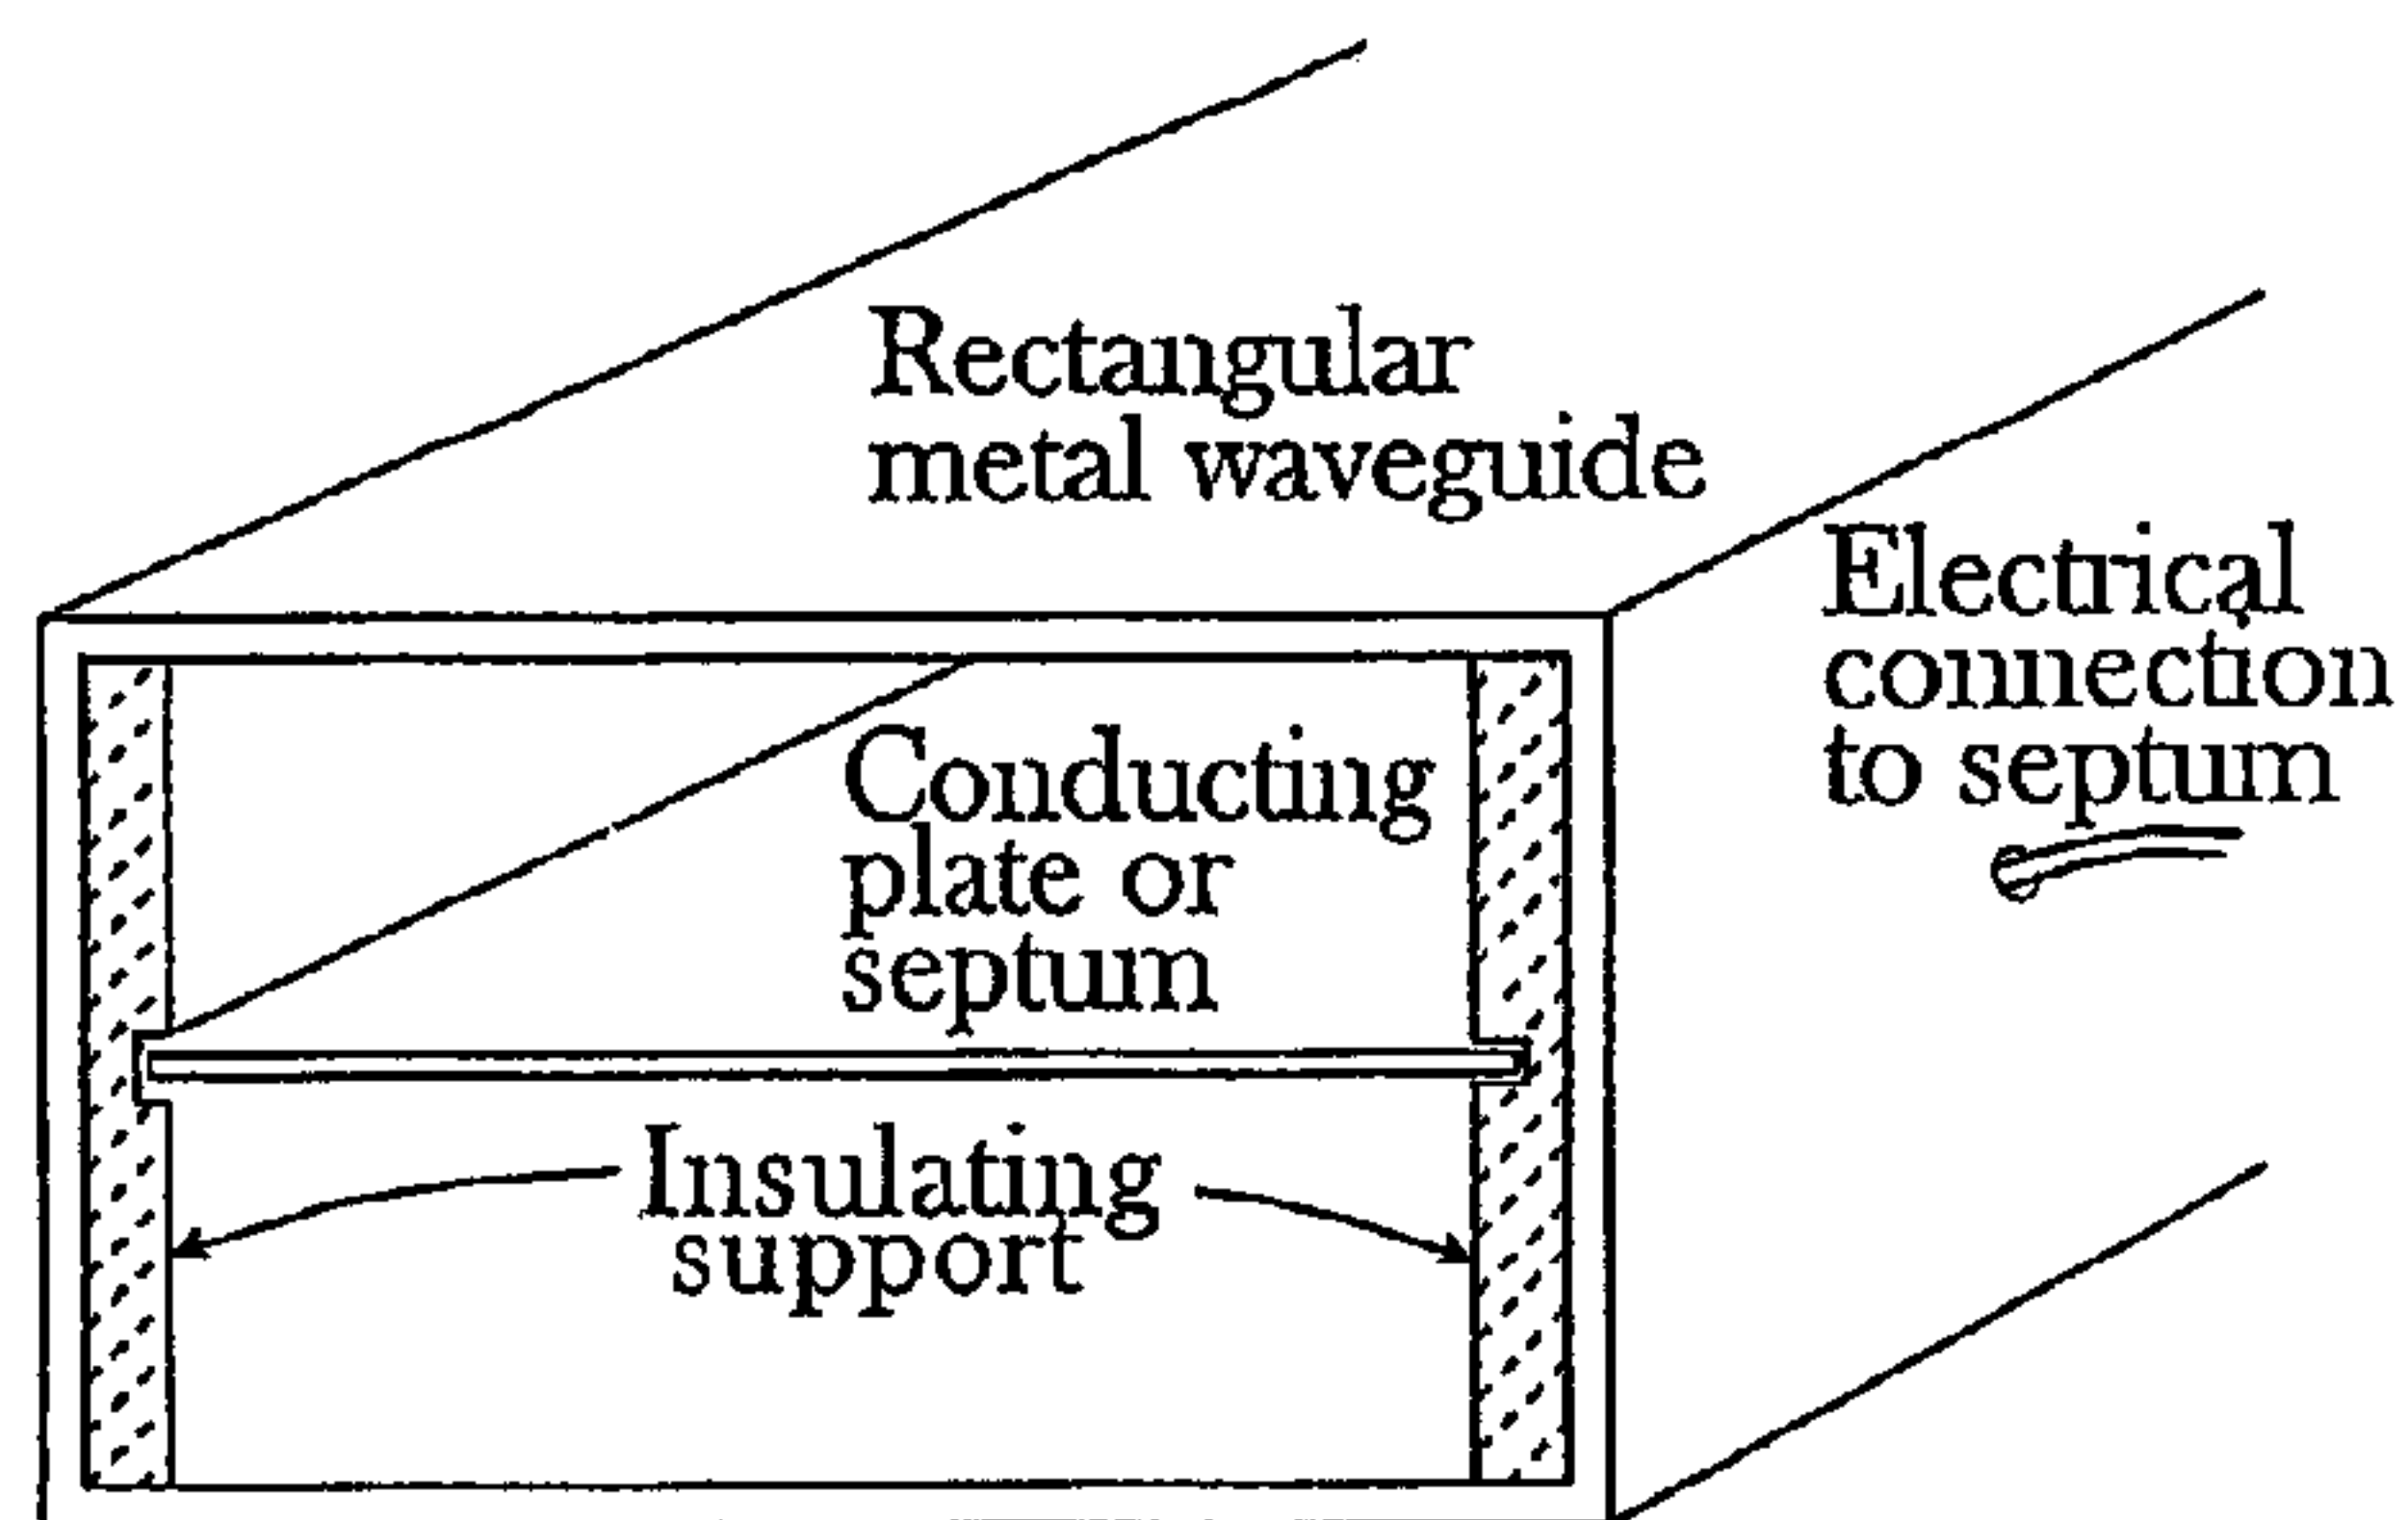 Rectangular
metal waveguide
Electrical
connection
to septum
Conducting
plate or
septum
Insulating
support